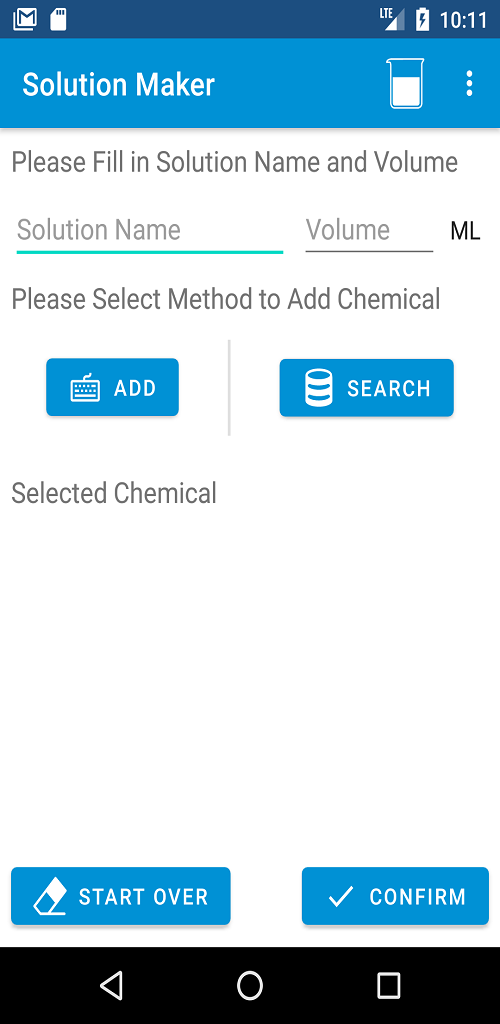 LTE 10:11
Solution Maker
Please Fill in Solution Name and Volume
Solution Name Volume ML
Please Select Method to Add Chemical
ADD SEARCH
Selected Chemical
START OVER CONFIRM